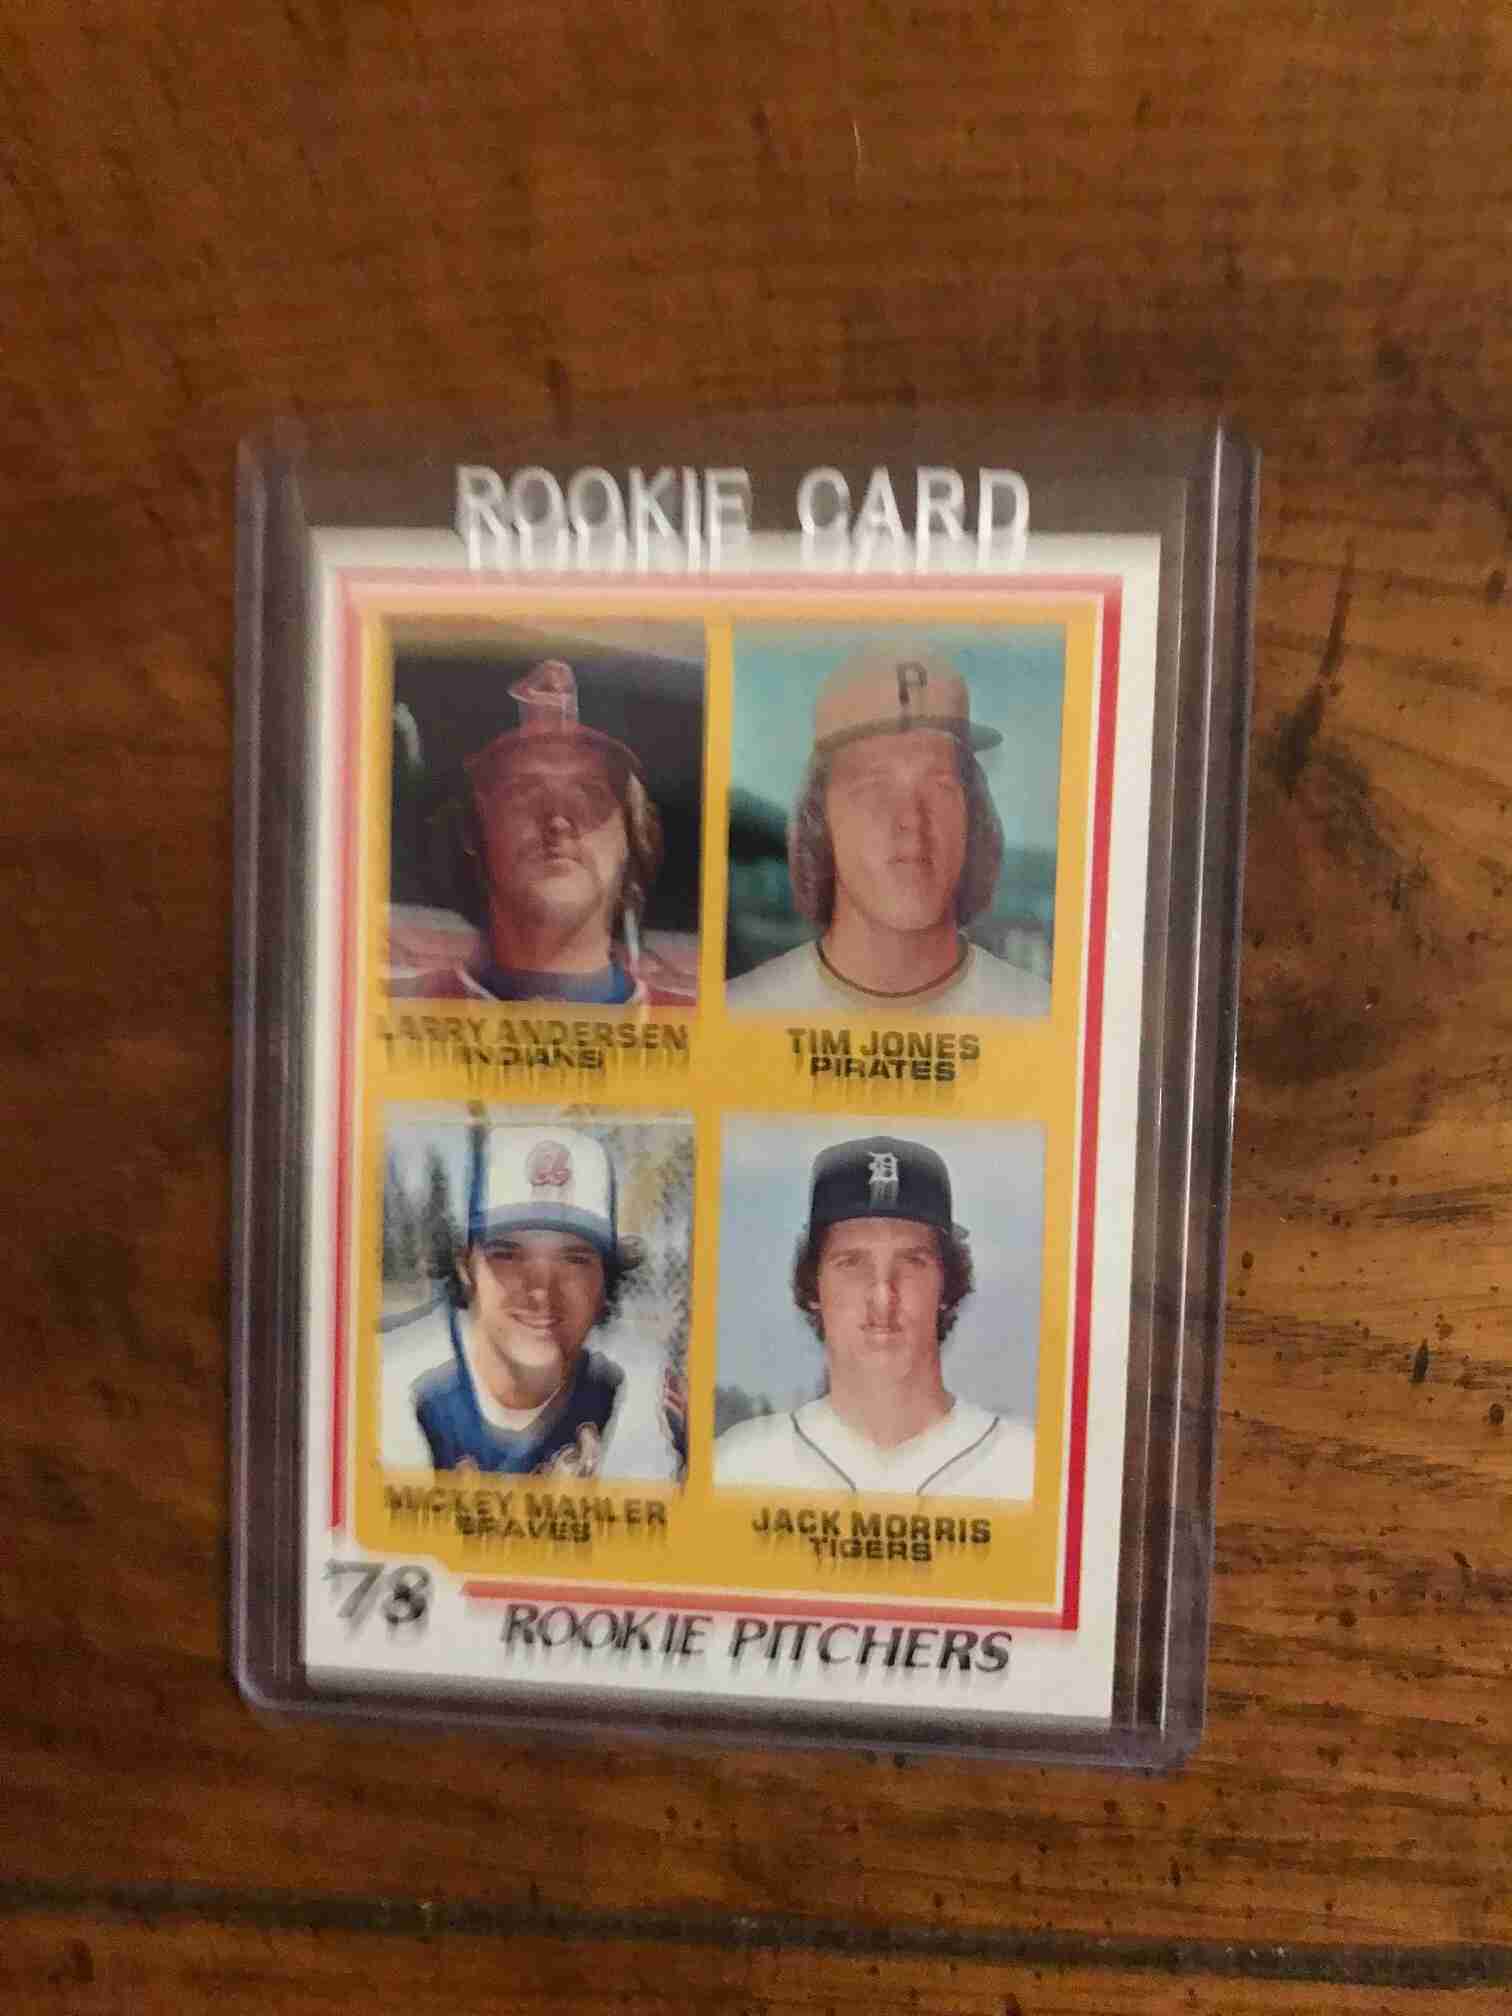 ROOKIE CARD
P
LARRY ANDERSEN
INDIANS
TIM JONES
PIRATES
a
D
MICKEY MAHLER
BRAVES
JACK MORRIS
TIGERS
'78
ROOKIE PITCHERS